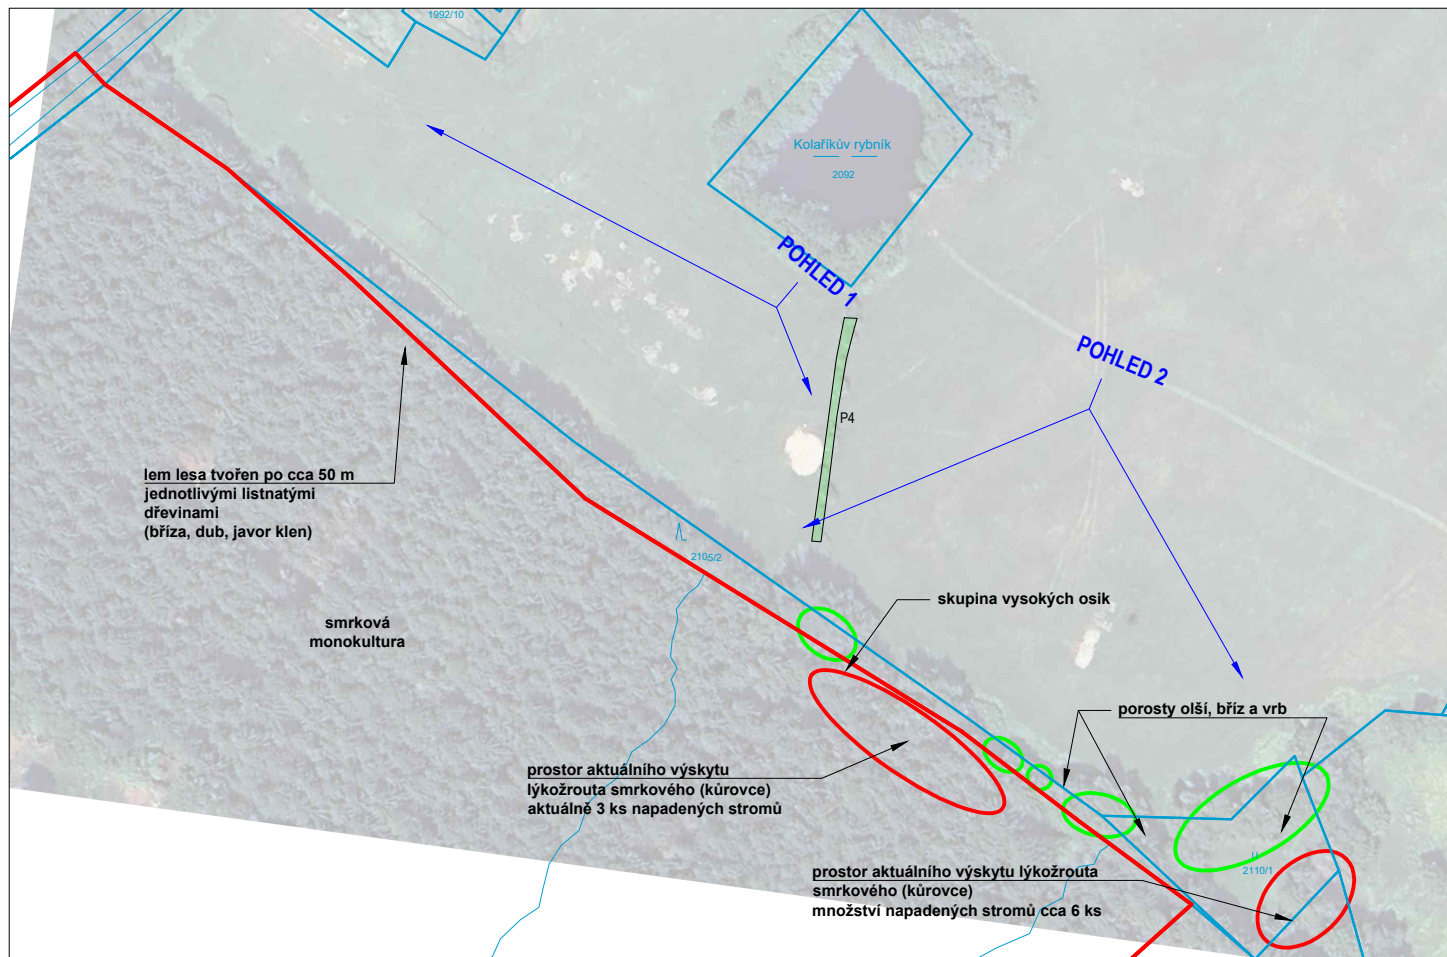 1992/10
Kolaříkův rybník
2092
POHLED 1
POHLED 2
P4
lem lesa tvořen po cca 50 m
jednotlivými listnatými
dřevinami
(bříza, dub, javor klen)
2105/2
skupina vysokých osik
smrková
monokultura
porosty olší, bříz a vrb
prostor aktuálního výskytu
lýkožrouta smrkového (kůrovce)
aktuálně 3 ks napadených stromů
2110/1
prostor aktuálního výskytu lýkožrouta
smrkového (kůrovce)
množství napadených stromů cca 6 ks